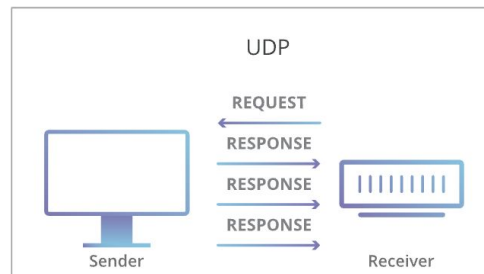 UDP
REQUEST
RESPONSE
RESPONSE
RESPONSE
Sender
Receiver